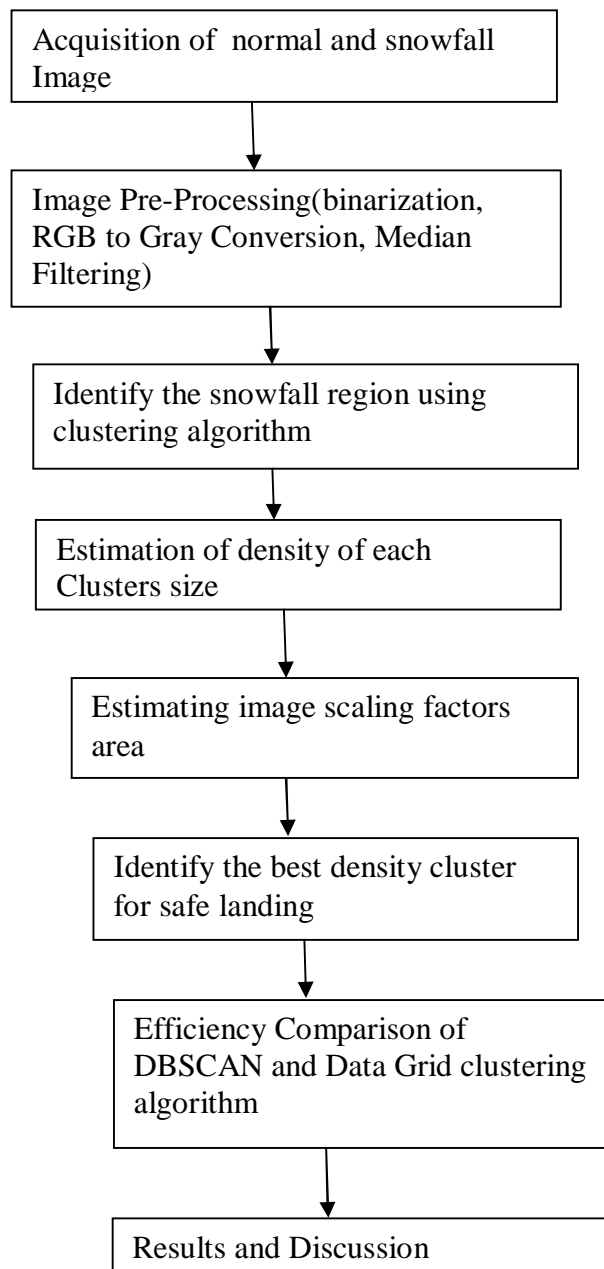 Acquisition of normal and snowfall
Image
Image Pre-Processing(binarization,
RGB to Gray Conversion, Median
Filtering)
Identify the snowfall region using
clustering algorithm
Estimation of density of each
Clusters size
Estimating image scaling factors
area
Identify the best density cluster
for safe landing
Efficiency Comparison of
DBSCAN and Data Grid clustering
algorithm
Results and Discussion